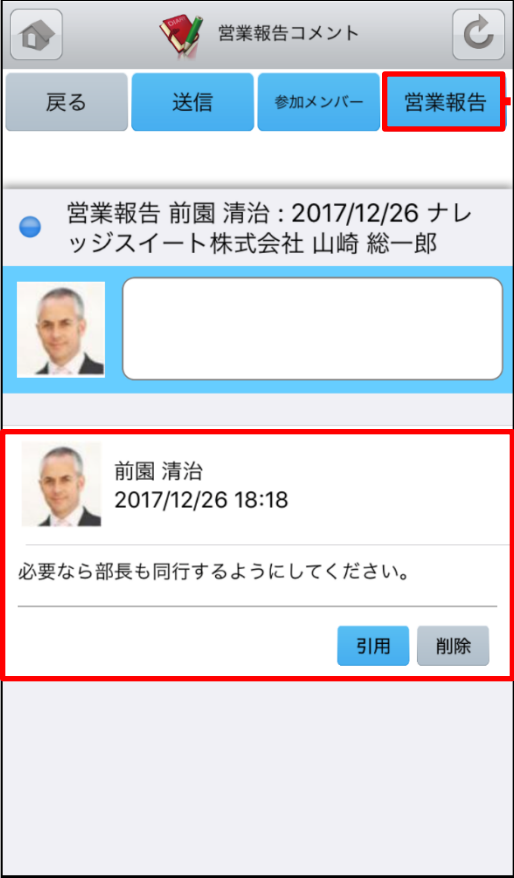 営業報告コメント
戻る
送信
参加メンバー
営業報告
営業報告 前園 清治 : 2017/12/26 ナレ
ッジスイート株式会社 山崎 総一郎
前園 清治
2017/12/26 18:18
必要なら部長も同行するようにしてください。
引用
削除